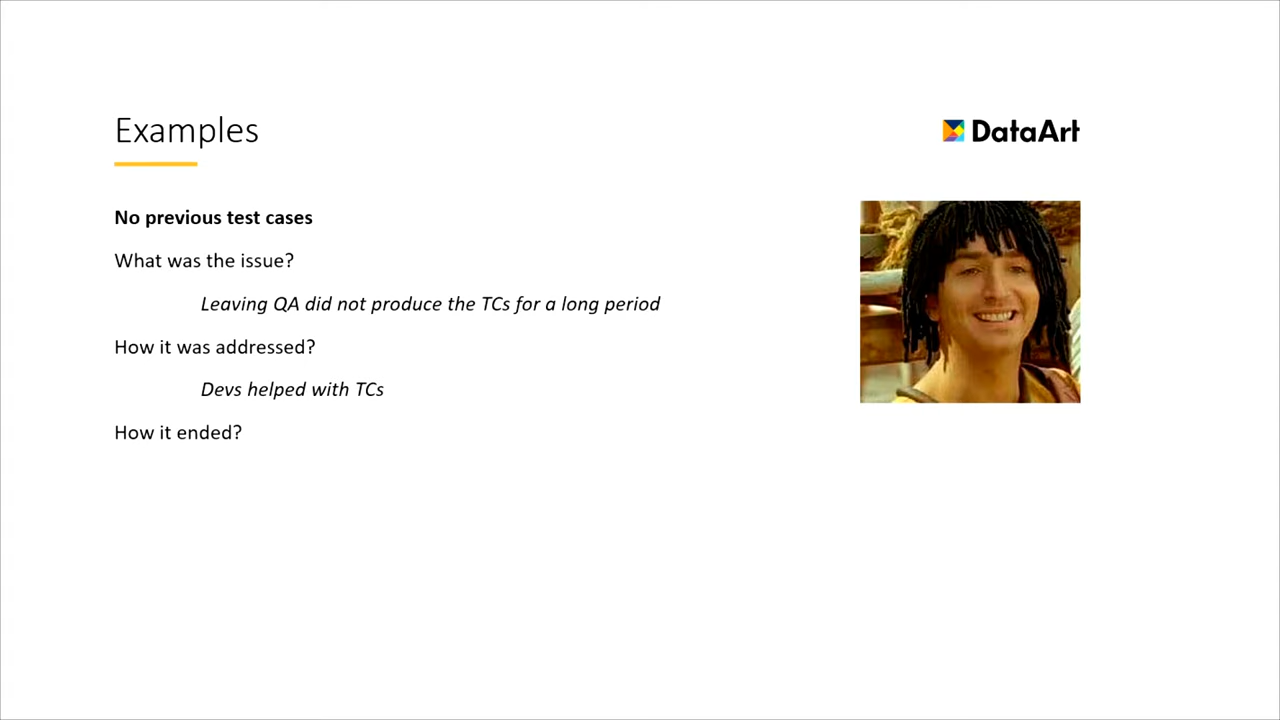 Examples
DataArt
No previous test cases
What was the issue?
Leaving QA did not produce the TCs for a long period
How it was addressed?
Devs helped with TCs
How it ended?